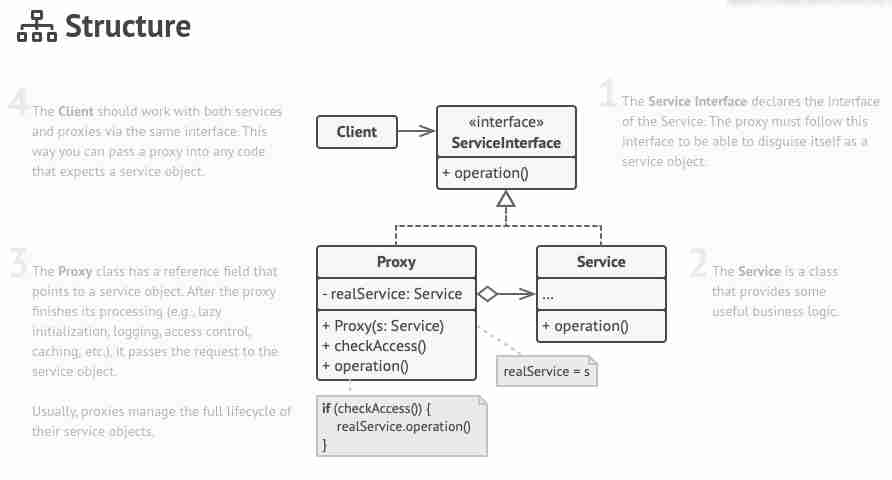 Structure
4
The Client should work with both services
and proxies via the same interface. This
way you can pass a proxy into any code
that expects a service object.
Client
«interface»
ServiceInterface
+ operation()
1
The Service Interface declares the interface
of the Service. The proxy must follow this
interface to be able to disguise itself as a
service object.
3
The Proxy class has a reference field that
points to a service object. After the proxy
finishes its processing (e.g., lazy
initialization, logging, access control,
caching, etc.), it passes the request to the
service object.
Usually, proxies manage the full lifecycle of
their service objects.
Proxy
- realService: Service
+ Proxy(s: Service)
+ checkAccess()
+ operation()
Service
...
+ operation()
2
The Service is a class
that provides some
useful business logic.
realService = s
if (checkAccess()) {
realService.operation()
}